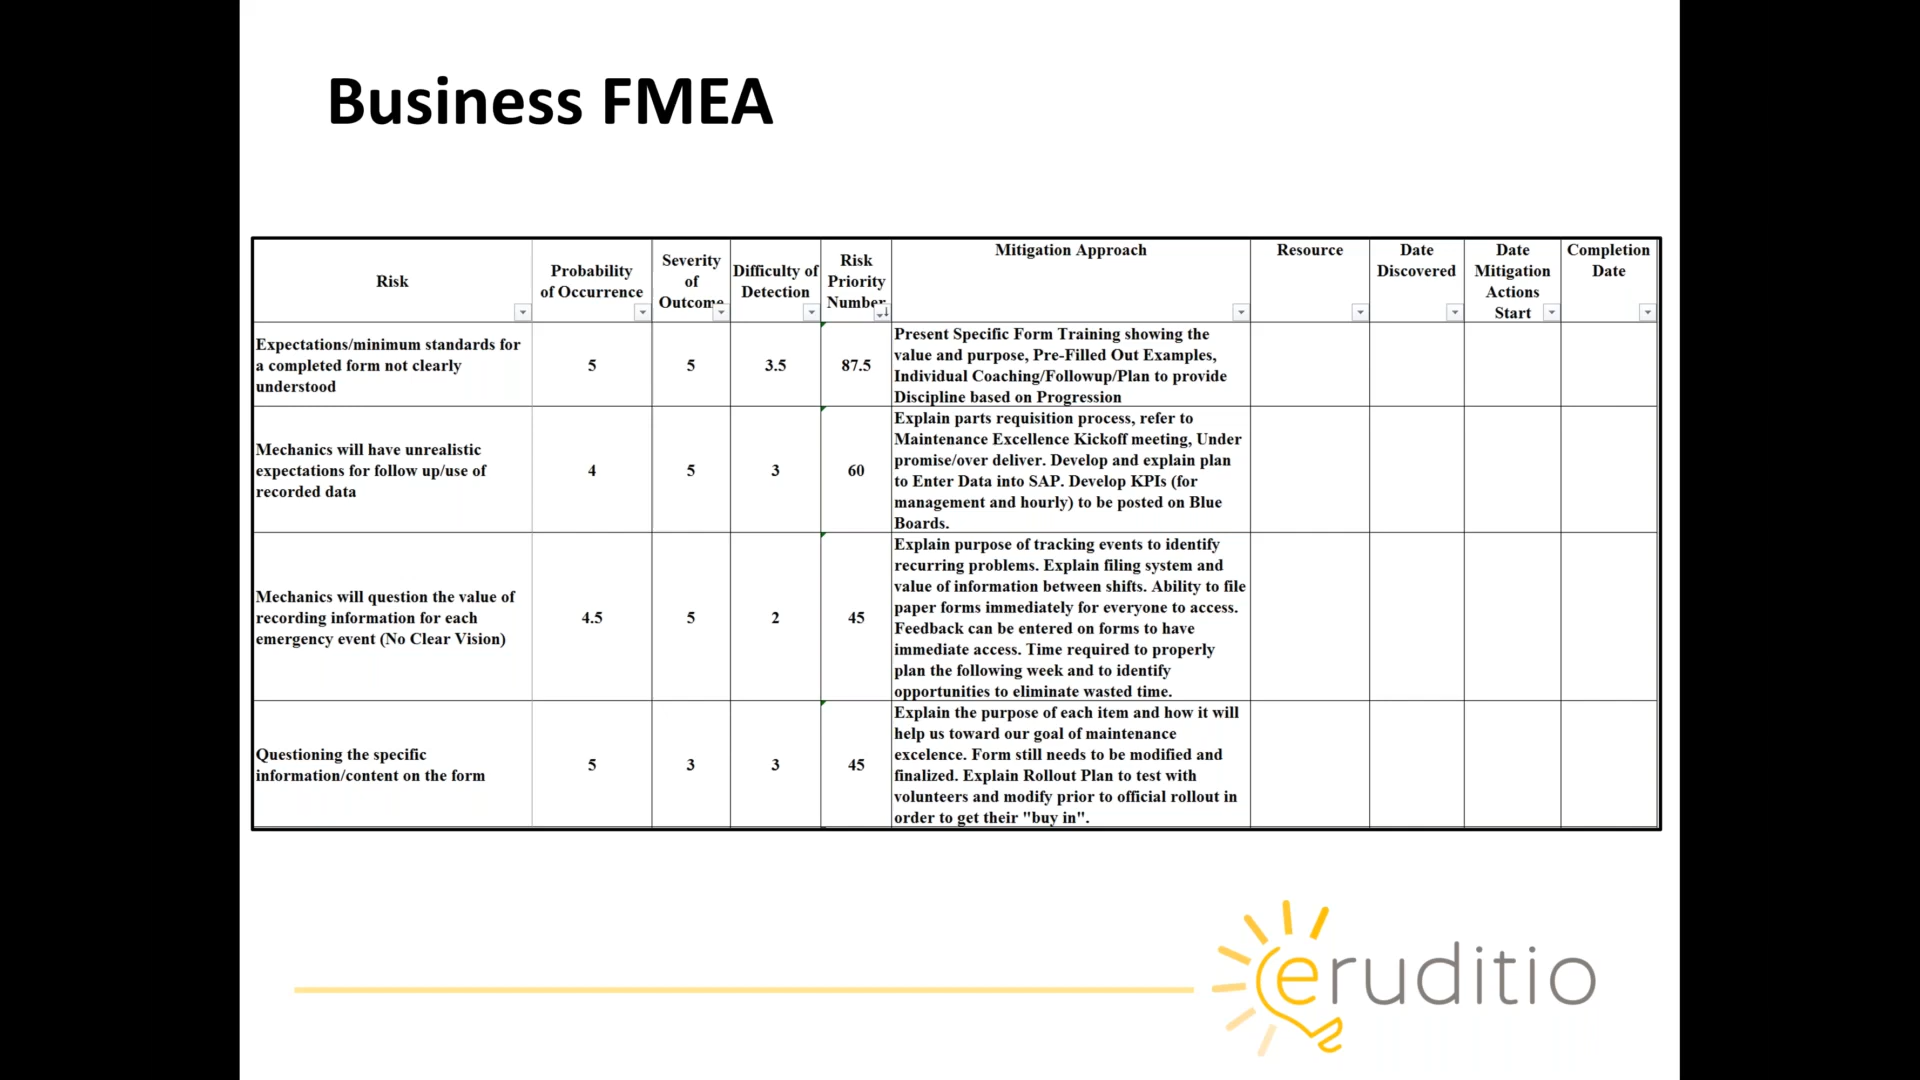 Business FMEA
Risk
Probability
of Occurrence
Severity
of
Outcome
Difficulty of
Detection
Risk
Priority
Number
Mitigation Approach
Resource
Date
Discovered
Date
Mitigation
Actions
Start
Completion
Date
Expectations/minimum standards for
a completed form not clearly
understood
5
5
3.5
87.5
Present Specific Form Training showing the
value and purpose, Pre-Filled Out Examples,
Individual Coaching/Followup/Plan to provide
Discipline based on Progression
Mechanics will have unrealistic
expectations for follow up/use of
recorded data
4
5
3
60
Explain parts requisition process, refer to
Maintenance Excellence Kickoff meeting, Under
promise/over deliver. Develop and explain plan
to Enter Data into SAP. Develop KPIs (for
management and hourly) to be posted on Blue
Boards.
Mechanics will question the value of
recording information for each
emergency event (No Clear Vision)
4.5
5
2
45
Explain purpose of tracking events to identify
recurring problems. Explain filing system and
value of information between shifts. Ability to file
paper forms immediately for everyone to access.
Feedback can be entered on forms to have
immediate access. Time required to properly
plan the following week and to identify
opportunities to eliminate wasted time.
Questioning the specific
information/content on the form
5
3
3
45
Explain the purpose of each item and how it will
help us toward our goal of maintenance
excelence. Form still needs to be modified and
finalized. Explain Rollout Plan to test with
volunteers and modify prior to official rollout in
order to get their "buy in".
eruditio